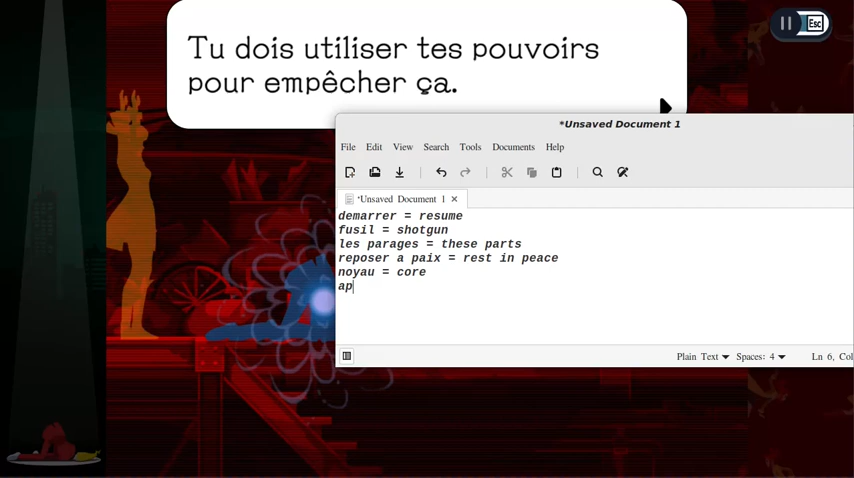 Tu dois utiliser tes pouvoirs
pour empêcher ça.
Esc
*Unsaved Document 1
File Edit View Search Tools Documents Help
*Unsaved Document 1
demarrer = resume
fusil = shotgun
les parages = these parts
reposer a paix = rest in peace
noyau = core
ap
Plain Text Spaces: 4 Ln 6, Col